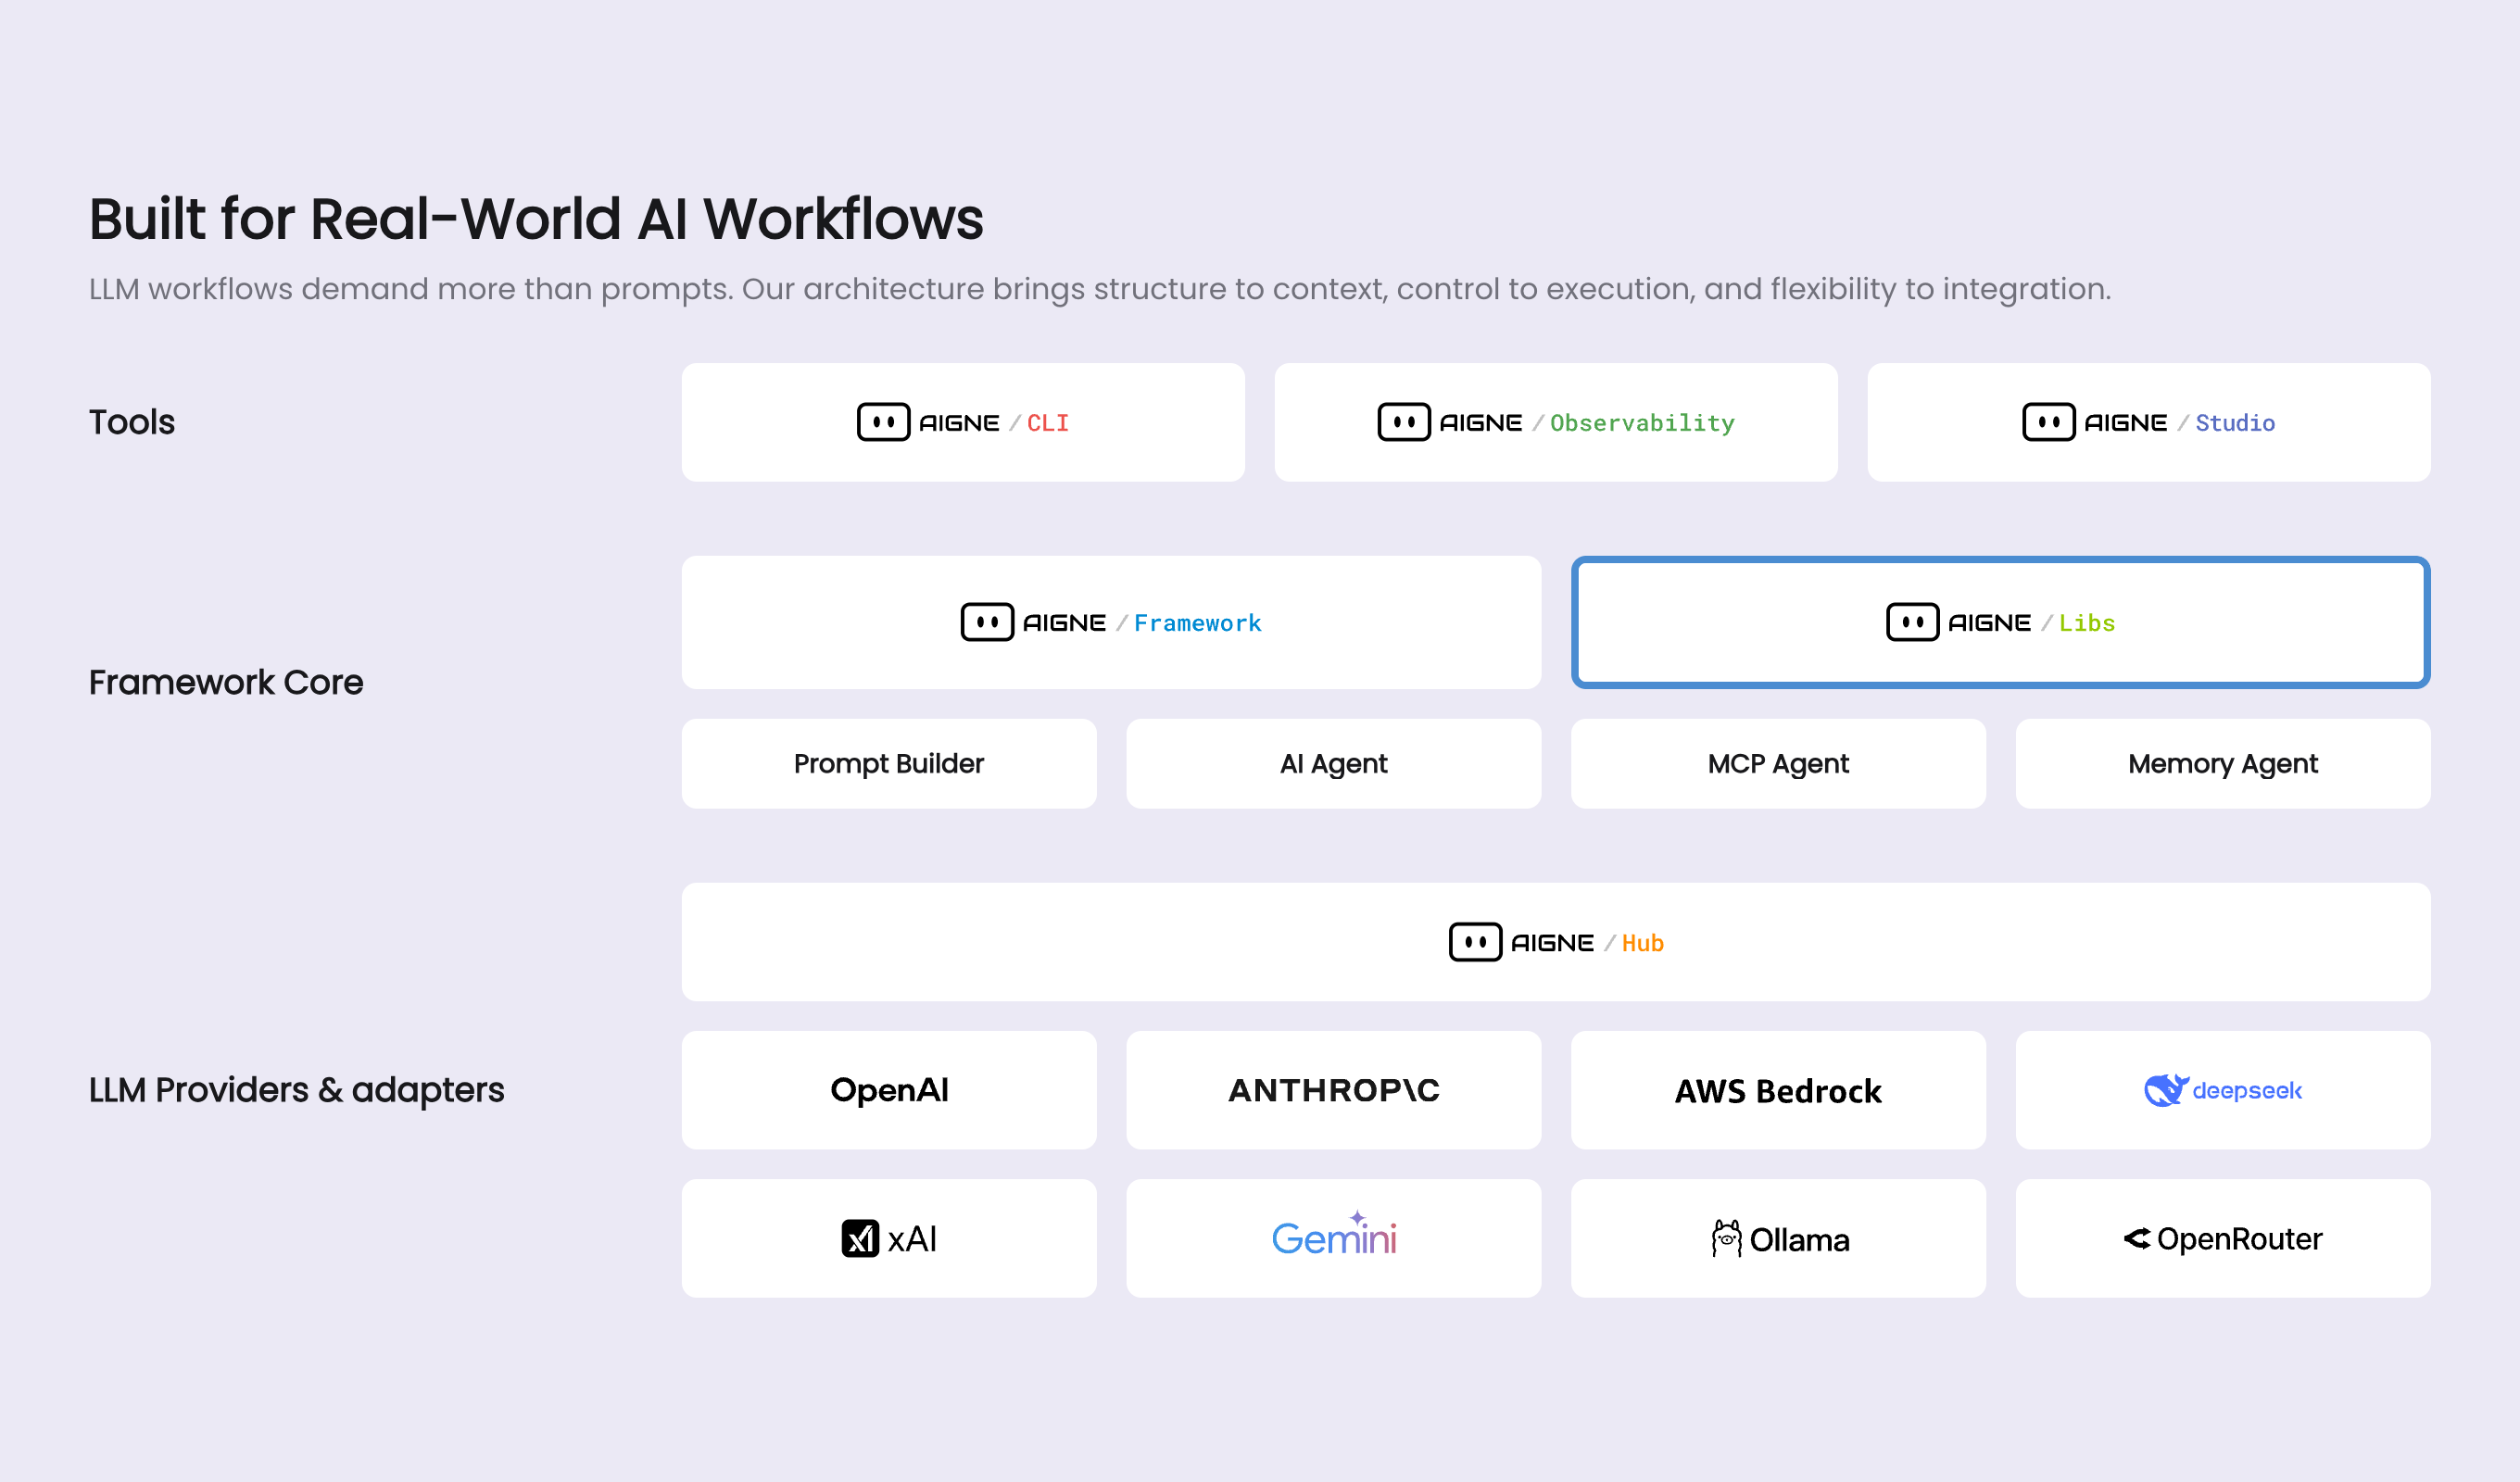 Built for Real-World AI Workflows
LLM workflows demand more than prompts. Our architecture brings structure to context, control to execution, and flexibility to integration.
Tools
AIGNE / CLI
AIGNE / Observability
AIGNE / Studio
Framework Core
AIGNE / Framework
AIGNE / Libs
Prompt Builder
AI Agent
MCP Agent
Memory Agent
LLM Providers & adapters
AIGNE / Hub
OpenAI
ANTHROP\C
AWS Bedrock
deepseek
xAI
Gemini
Ollama
OpenRouter